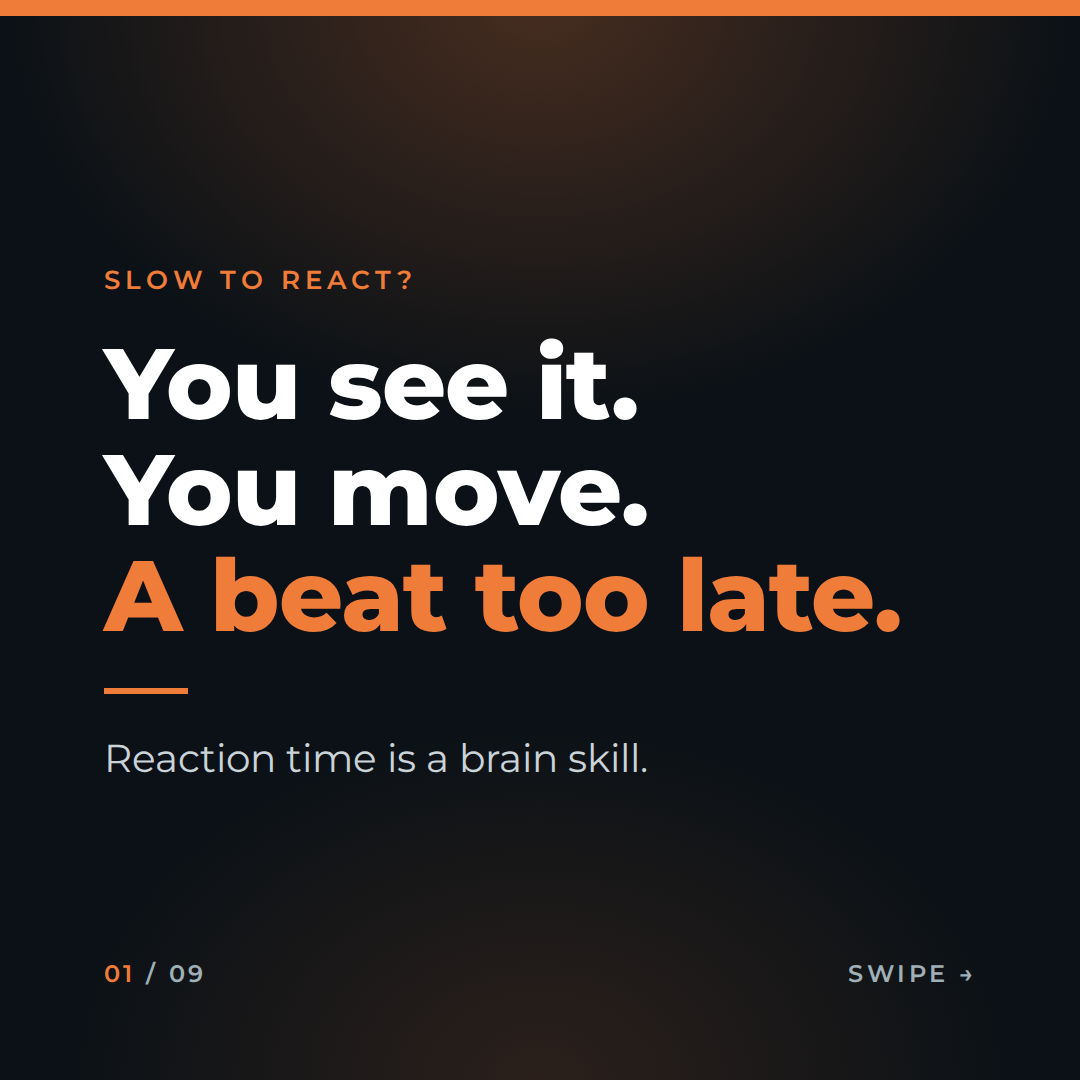 SLOW TO REACT?
You see it.
You move.
A beat too late.
Reaction time is a brain skill.
01 / 09
SWIPE →